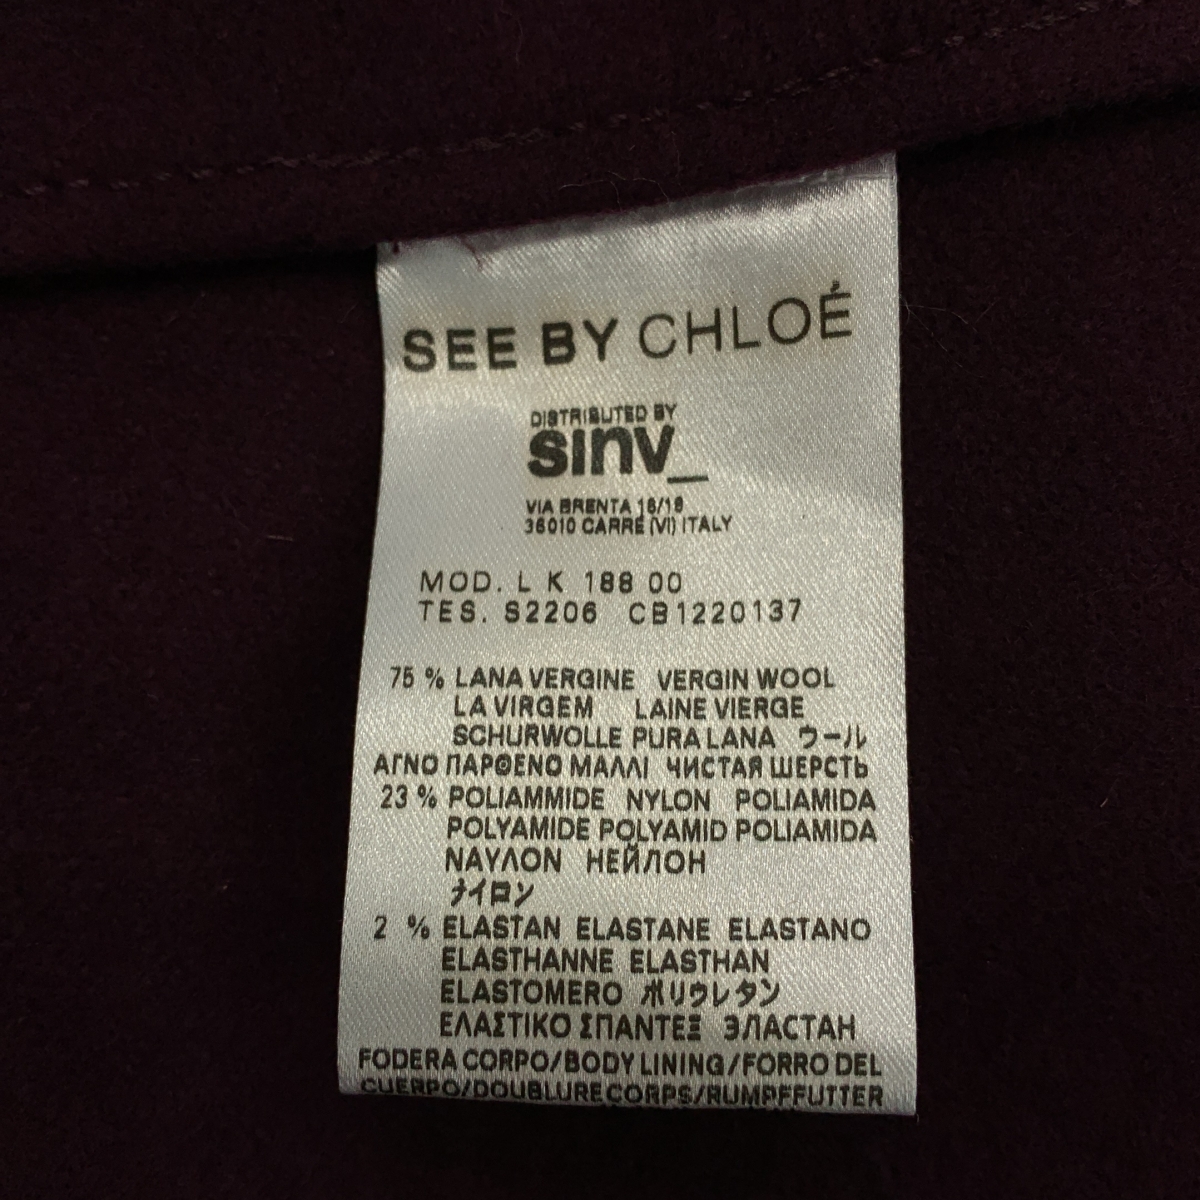 SEE BY CHLOÉ
DISTRIBUTED BY
sinv_
VIA BRENTA 16/18
36010 CARRÉ (VI) ITALY
MOD. L K 188 00
TES. S2206 CB1220137
75 % LANA VERGINE VERGIN WOOL
LA VIRGEM LAINE VIERGE
SCHURWOLLE PURA LANA ウール
ΑΓΝΟ ΠΑΡΘΕΝΟ ΜΑΛΛΙ ЧИСТАЯ ШЕРСТЬ
23 % POLIAMMIDE NYLON POLIAMIDA
POLYAMIDE POLYAMID POLIAMIDA
ΝΑΥΛΟΝ НЕЙЛОН
ナイロン
2 % ELASTAN ELASTANE ELASTANO
ELASTHANNE ELASTHAN
ELASTOMERO ポリウレタン
ΕΛΑΣΤΙΚΟ ΣΠΑΝΤΕΞ ЭЛАСТАН
FODERA CORPO/BODY LINING/FORRO DEL
CUERPO/DOUBLURE CORPS/RUMPFFUTTER